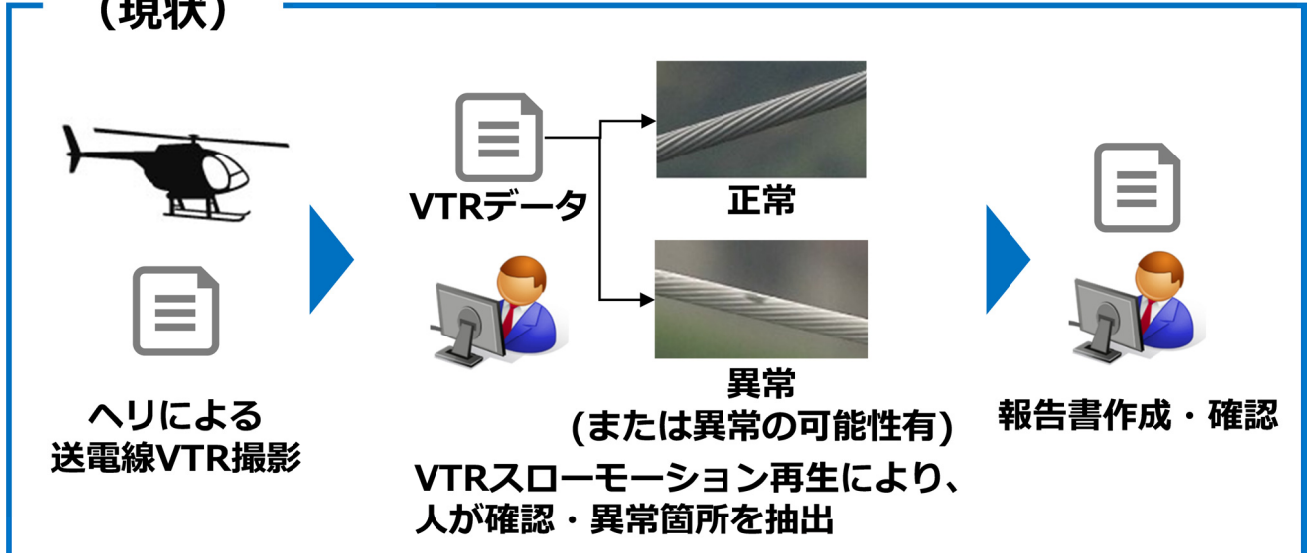 (現状)
ヘリによる
送電線VTR撮影
VTRデータ
正常
異常
(または異常の可能性有)
VTRスローモーション再生により、
人が確認・異常箇所を抽出
報告書作成・確認